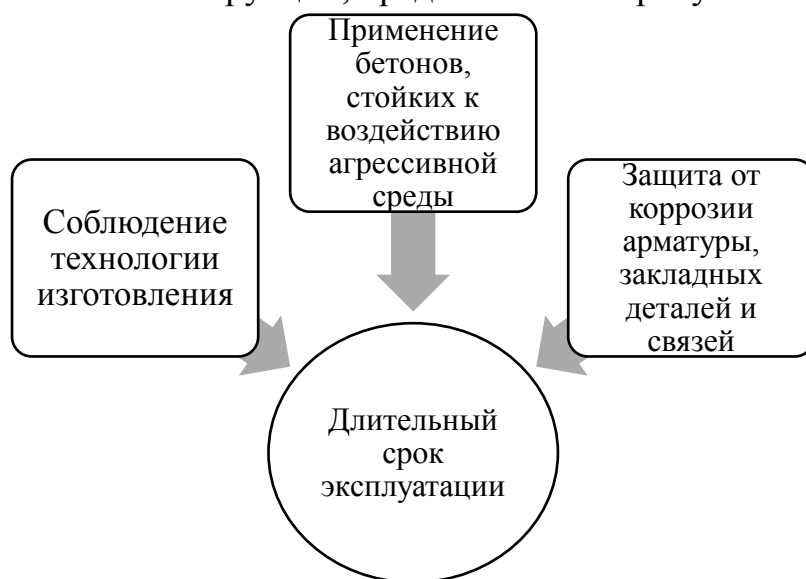 Применение
бетонов,
стойких к
воздействию
агрессивной
среды
Соблюдение
технологии
изготовления
Защита от
коррозии
арматуры,
закладных
деталей и
связей
Длительный
срок
эксплуатации